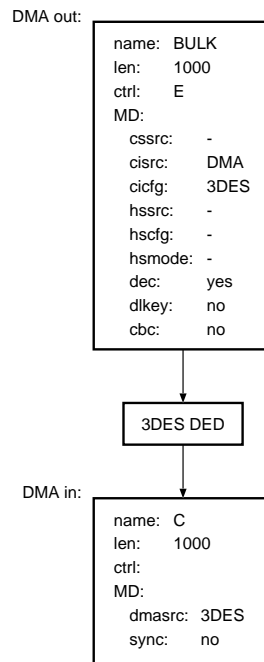 DMA out:
name: BULK
len: 1000
ctrl: E
MD:
cssrc: -
cisrc: DMA
cicfg: 3DES
hssrc: -
hscfg: -
hsmode: -
dec: yes
dlkey: no
cbc: no
3DES DED
DMA in:
name: C
len: 1000
ctrl:
MD:
dmasrc: 3DES
sync: no